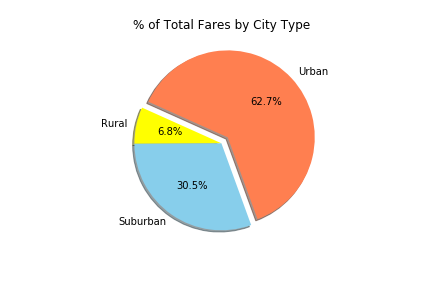 % of Total Fares by City Type
Urban
62.7%
Rural
6.8%
30.5%
Suburban